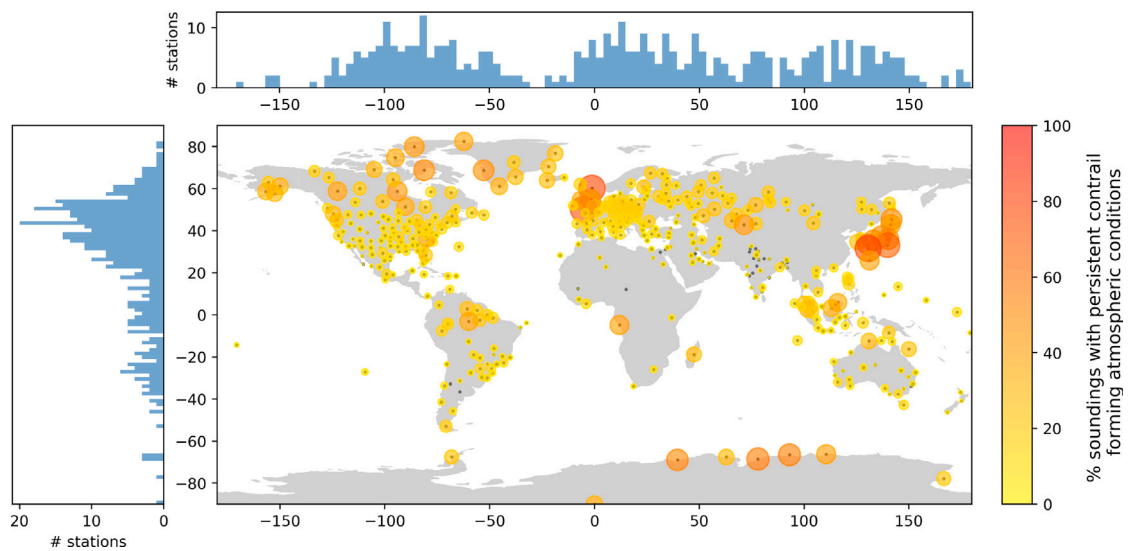 # stations
10
0
−150 −100 −50 0 50 100 150
80
60
40
20
0
−20
−40
−60
−80
20 10 0
# stations
−150 −100 −50 0 50 100 150
100
80
60
40
20
0
% soundings with persistent contrail
forming atmospheric conditions